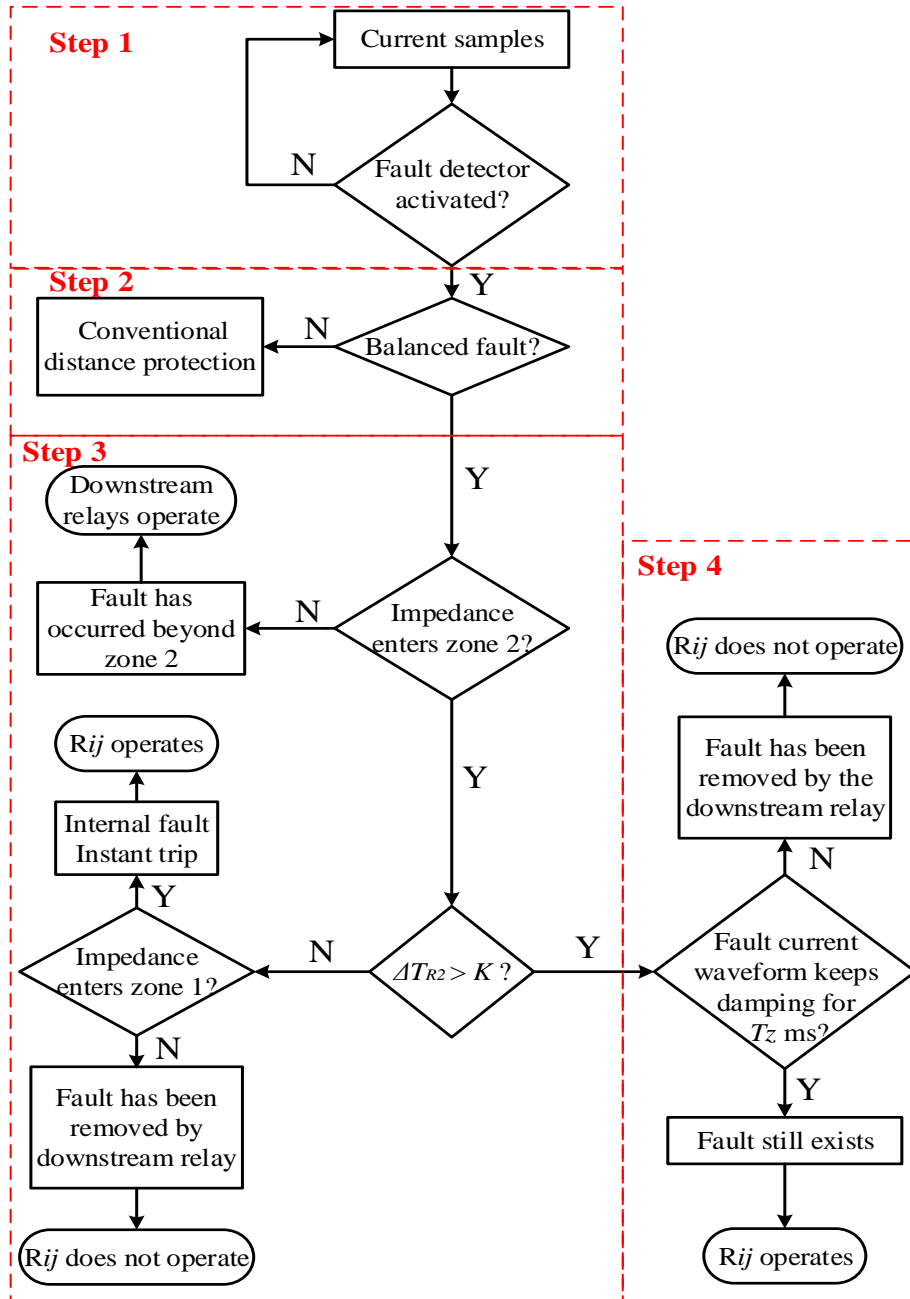 Step 1
Current samples
N
Fault detector
activated?
Y
Step 2
Conventional
distance protection
N
Balanced fault?
Y
Step 3
Downstream
relays operate
Fault has
occurred beyond
zone 2
N
Impedance
enters zone 2?
Y
Rij operates
Internal fault
Instant trip
Y
Impedance
enters zone 1?
N
ΔTR2 > K ?
Y
N
Fault has been
removed by
downstream relay
Rij does not operate
Step 4
Rij does not operate
Fault has been
removed by the
downstream relay
N
Fault current
waveform keeps
damping for
Tz ms?
Y
Fault still exists
Rij operates